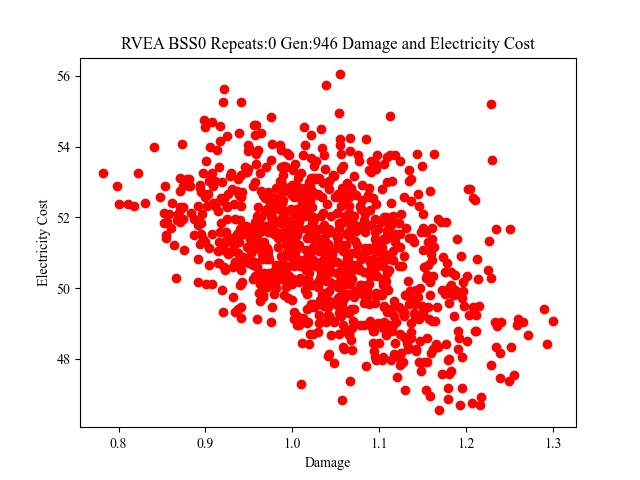 RVEA BSS0 Repeats:0 Gen:946 Damage and Electricity Cost
56
54
52
50
48
Electricity Cost
0.8 0.9 1.0 1.1 1.2 1.3
Damage